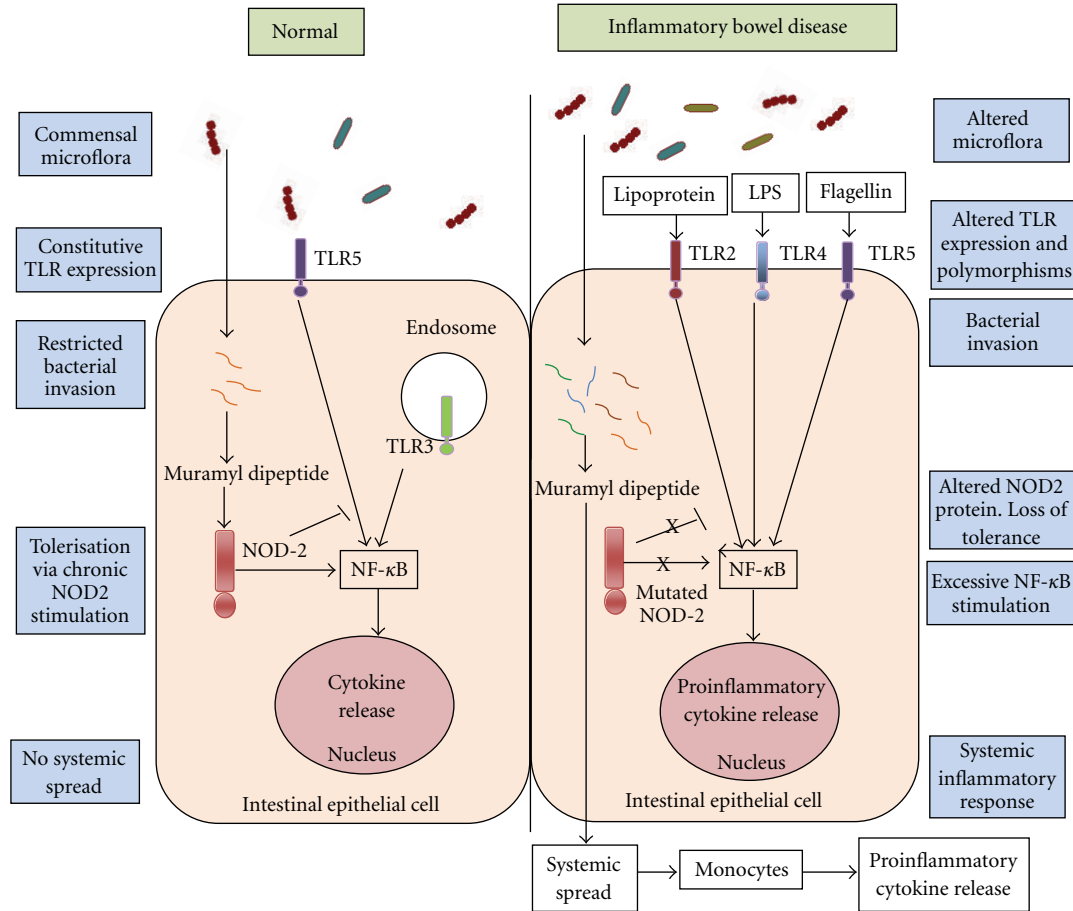 Normal
Inflammatory bowel disease
Commensal
microflora
Constitutive
TLR expression
Restricted
bacterial
invasion
Tolerisation
via chronic
NOD2
stimulation
No systemic
spread
TLR5
Endosome
TLR3
Muramyl dipeptide
NOD-2
NF-κB
Cytokine
release
Nucleus
Intestinal epithelial cell
Lipoprotein
LPS
Flagellin
TLR2
TLR4
TLR5
Muramyl dipeptide
X
X
Mutated
NOD-2
NF-κB
Proinflammatory
cytokine release
Nucleus
Intestinal epithelial cell
Systemic
spread
Monocytes
Proinflammatory
cytokine release
Altered
microflora
Altered TLR
expression and
polymorphisms
Bacterial
invasion
Altered NOD2
protein. Loss of
tolerance
Excessive NF-κB
stimulation
Systemic
inflammatory
response